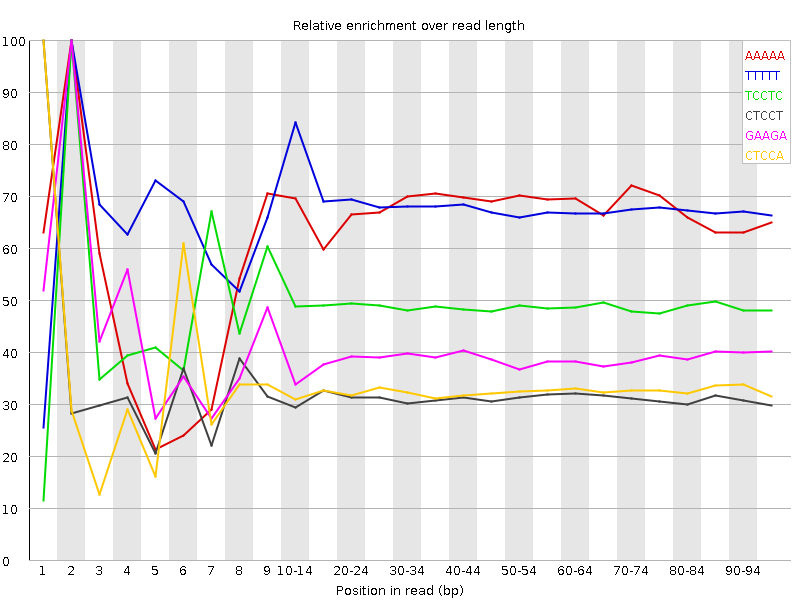 Relative enrichment over read length
100
90
80
70
60
50
40
30
20
10
0
AAAAA
TTTTT
TCCTC
CTCCT
GAAGA
CTCCA
1 2 3 4 5 6 7 8 9 10-14 20-24 30-34 40-44 50-54 60-64 70-74 80-84 90-94
Position in read (bp)